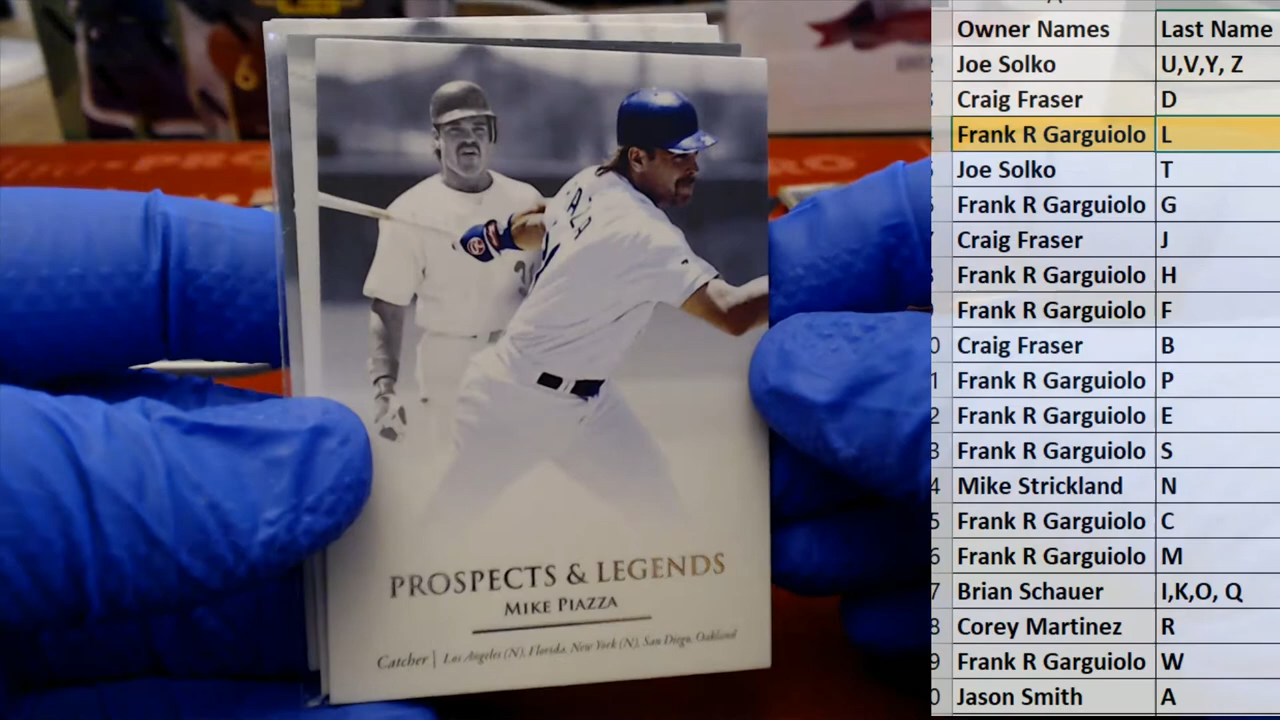 PROSPECTS & LEGENDS
MIKE PIAZZA
Catcher | Los Angeles (N), Florida, New York (N), San Diego, Oakland
Owner Names Last Name
Joe Solko U,V,Y, Z
Craig Fraser D
Frank R Garguiolo L
Joe Solko T
Frank R Garguiolo G
Craig Fraser J
Frank R Garguiolo H
Frank R Garguiolo F
Craig Fraser B
Frank R Garguiolo P
Frank R Garguiolo E
Frank R Garguiolo S
Mike Strickland N
Frank R Garguiolo C
Frank R Garguiolo M
Brian Schauer I,K,O, Q
Corey Martinez R
Frank R Garguiolo W
Jason Smith A